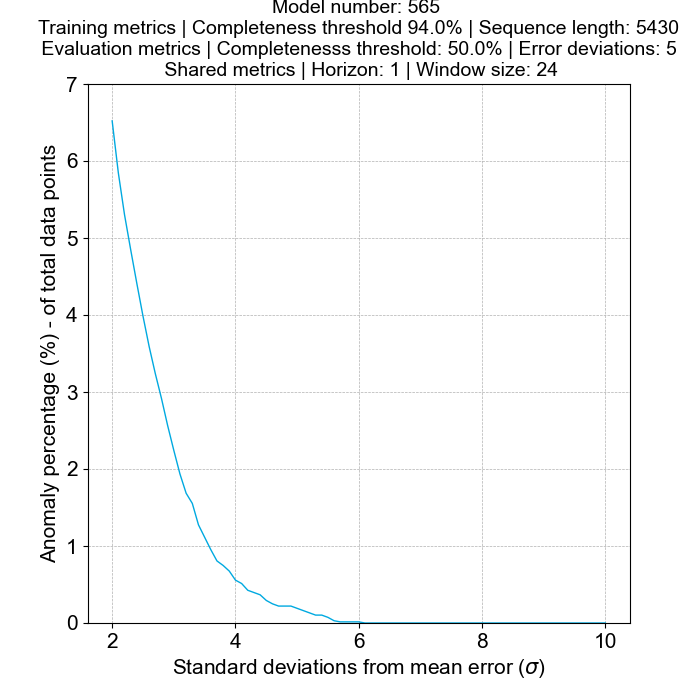 Model number: 565
Training metrics | Completeness threshold 94.0% | Sequence length: 5430
Evaluation metrics | Completenesss threshold: 50.0% | Error deviations: 5
Shared metrics | Horizon: 1 | Window size: 24
7
6
5
4
3
2
1
0
Anomaly percentage (%) - of total data points
2 4 6 8 10
Standard deviations from mean error (σ)